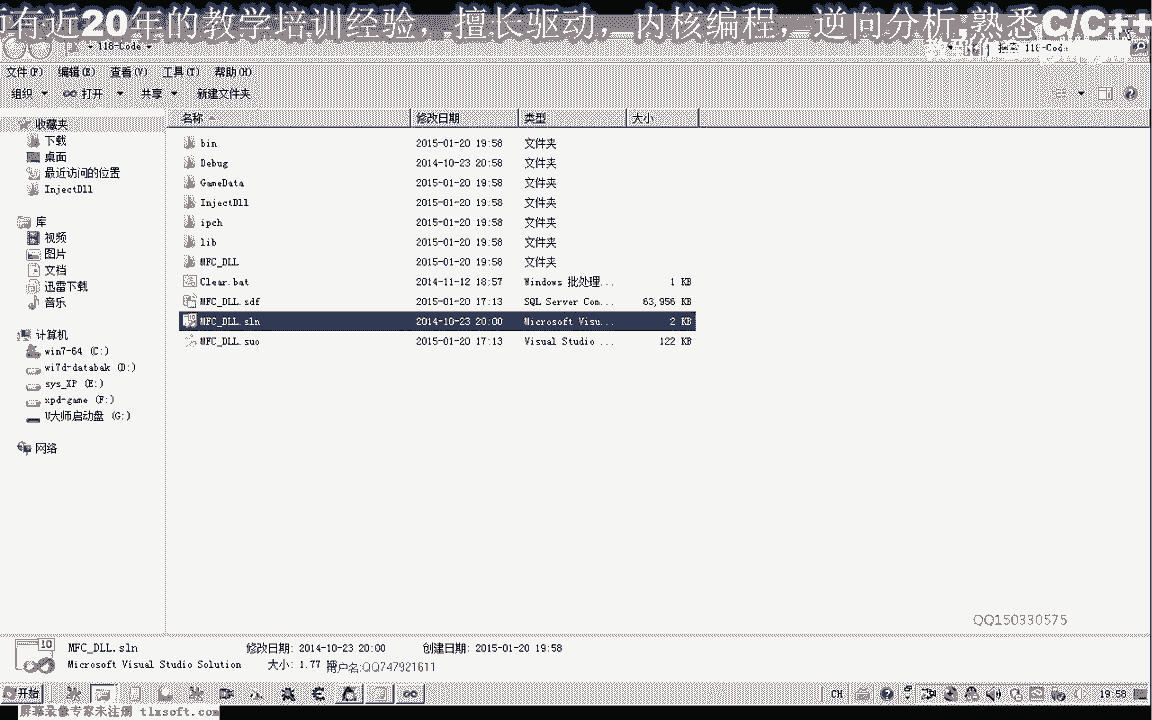 有近20年的教学培训经验，擅长驱动，内核编程，逆向分析;熟悉C/C++
118-Code
搜索 118-Code
文件(F) 编辑(E) 查看(V) 工具(T) 帮助(H)
组织 打开 共享 新建文件夹
名称 修改日期 类型 大小
收藏夹
下载
桌面
最近访问的位置
InjectDll
库
视频
图片
文档
迅雷下载
音乐
计算机
win7-64 (C:)
wi7d-databak (D:)
sys_XP (E:)
xpd-game (F:)
U大师启动盘 (G:)
网络
bin 2015-01-20 19:58 文件夹
Debug 2014-10-23 20:58 文件夹
GameData 2015-01-20 19:58 文件夹
InjectDll 2015-01-20 19:58 文件夹
ipch 2015-01-20 19:58 文件夹
lib 2015-01-20 19:58 文件夹
MFC_DLL 2015-01-20 19:58 文件夹
Clear.bat 2014-11-12 18:57 Windows 批处理... 1 KB
MFC_DLL.sdf 2015-01-20 17:13 SQL Server Com... 63,956 KB
MFC_DLL.sln 2014-10-23 20:00 Microsoft Visu... 2 KB
MFC_DLL.suo 2015-01-20 17:13 Visual Studio ... 122 KB
QQ150330575
MFC_DLL.sln 修改日期: 2014-10-23 20:00 创建日期: 2015-01-20 19:58
Microsoft Visual Studio Solution 大小: 1.77 户名:QQ747921611
开始 CH 19:58
屏幕录像专家未注册 tlxsoft.com